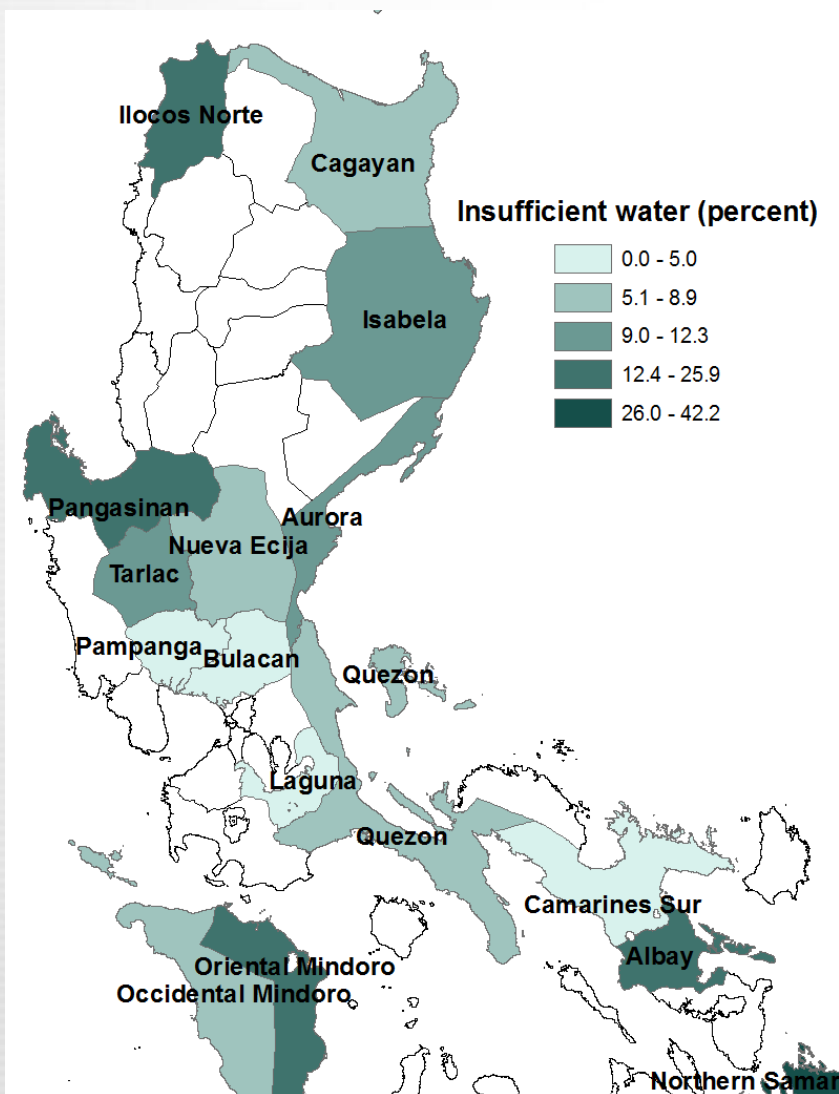 Ilocos Norte
Cagayan
Insufficient water (percent)
0.0 - 5.0
5.1 - 8.9
9.0 - 12.3
12.4 - 25.9
26.0 - 42.2
Isabela
Pangasinan
Aurora
Nueva Ecija
Tarlac
Pampanga
Bulacan
Quezon
Laguna
Quezon
Camarines Sur
Albay
Oriental Mindoro
Occidental Mindoro
Northern Samar